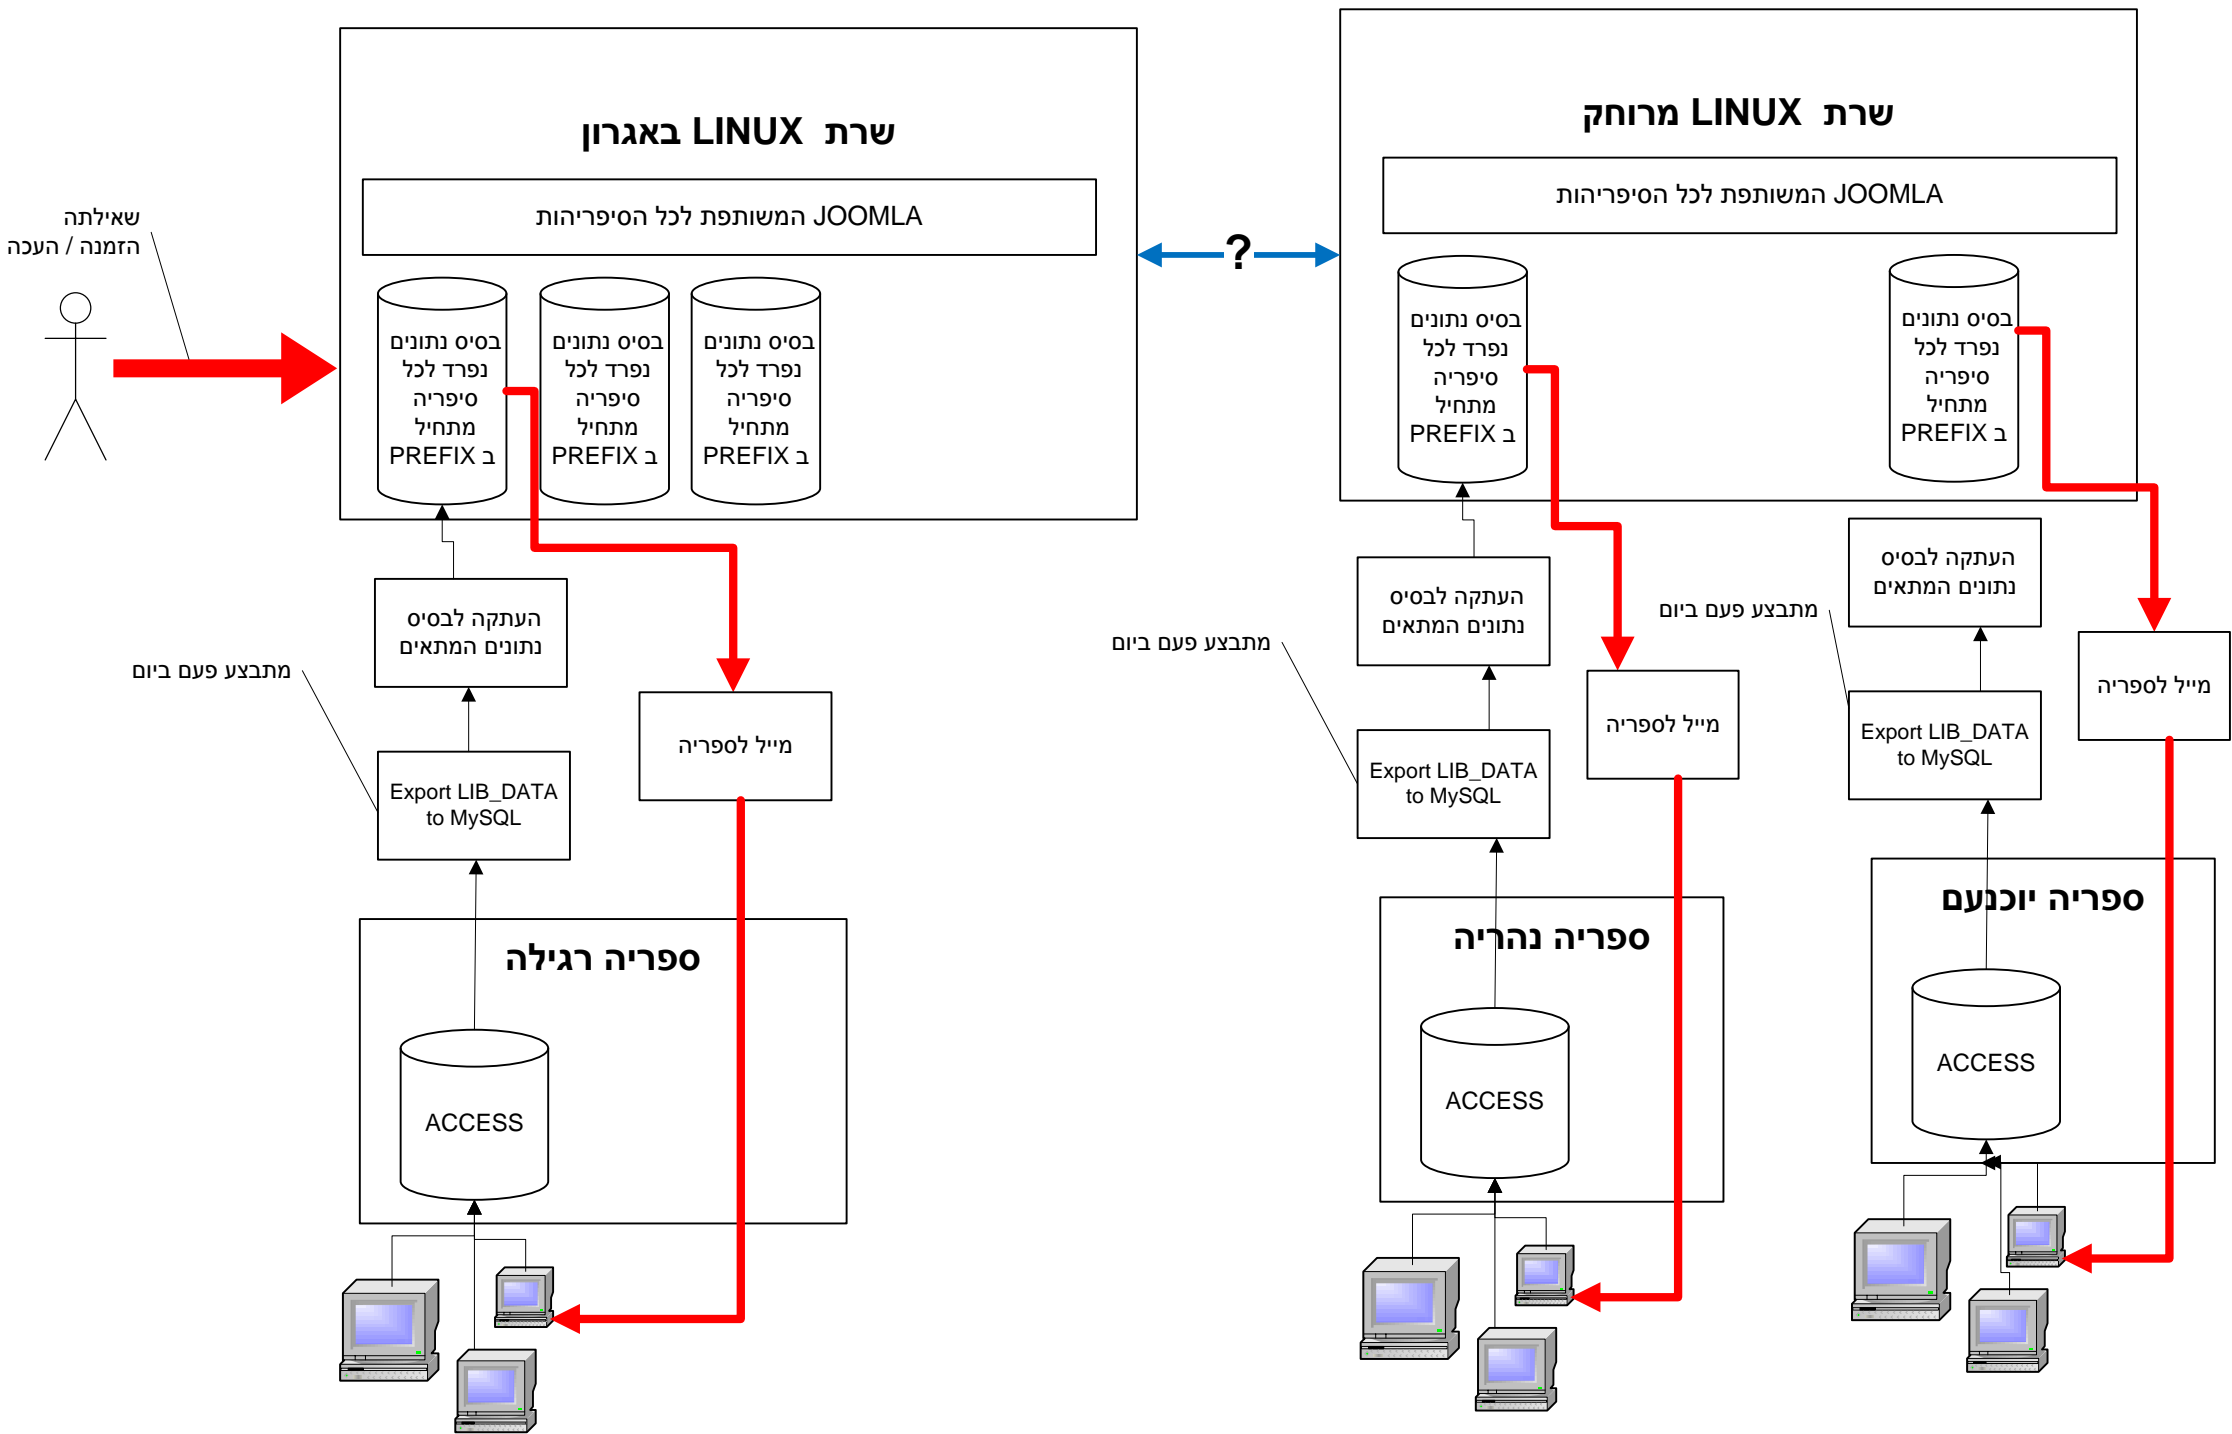 שרת LINUX באגרון
JOOMLA המשותפת לכל הסיפריהות
שאילתה
הזמנה / העכה
בסיס נתונים
נפרד לכל
סיפריה
מתחיל
ב PREFIX
בסיס נתונים
נפרד לכל
סיפריה
מתחיל
ב PREFIX
בסיס נתונים
נפרד לכל
סיפריה
מתחיל
ב PREFIX
העתקה לבסיס
נתונים המתאים
מתבצע פעם ביום
Export LIB_DATA
to MySQL
מייל לספריה
ספריה רגילה
ACCESS
?
שרת LINUX מרוחק
JOOMLA המשותפת לכל הסיפריהות
בסיס נתונים
נפרד לכל
סיפריה
מתחיל
ב PREFIX
בסיס נתונים
נפרד לכל
סיפריה
מתחיל
ב PREFIX
העתקה לבסיס
נתונים המתאים
מתבצע פעם ביום
Export LIB_DATA
to MySQL
מייל לספריה
ספריה נהריה
ACCESS
העתקה לבסיס
נתונים המתאים
מתבצע פעם ביום
Export LIB_DATA
to MySQL
מייל לספריה
ספריה יוכנעם
ACCESS